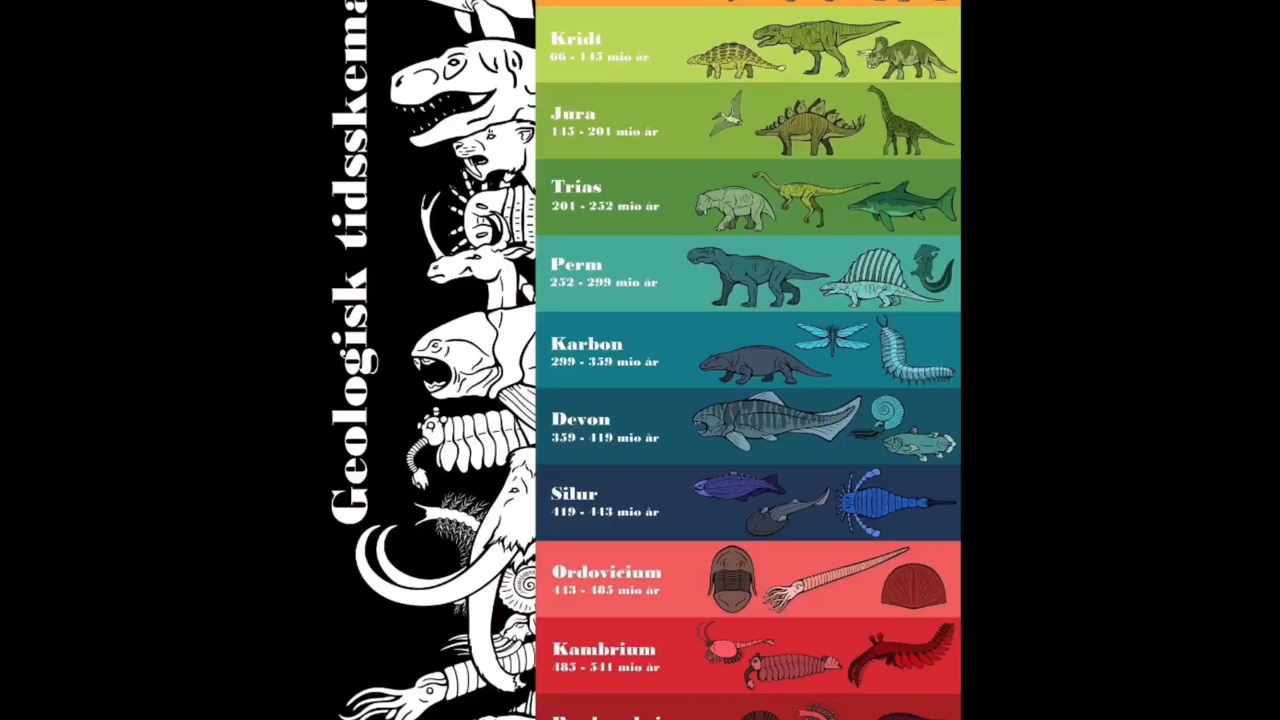 Geologisk tidsskema
Kridt
66 - 145 mio år
Jura
145 - 201 mio år
Trias
201 - 252 mio år
Perm
252 - 299 mio år
Karbon
299 - 359 mio år
Devon
359 - 419 mio år
Silur
419 - 443 mio år
Ordovicium
443 - 485 mio år
Kambrium
485 - 541 mio år